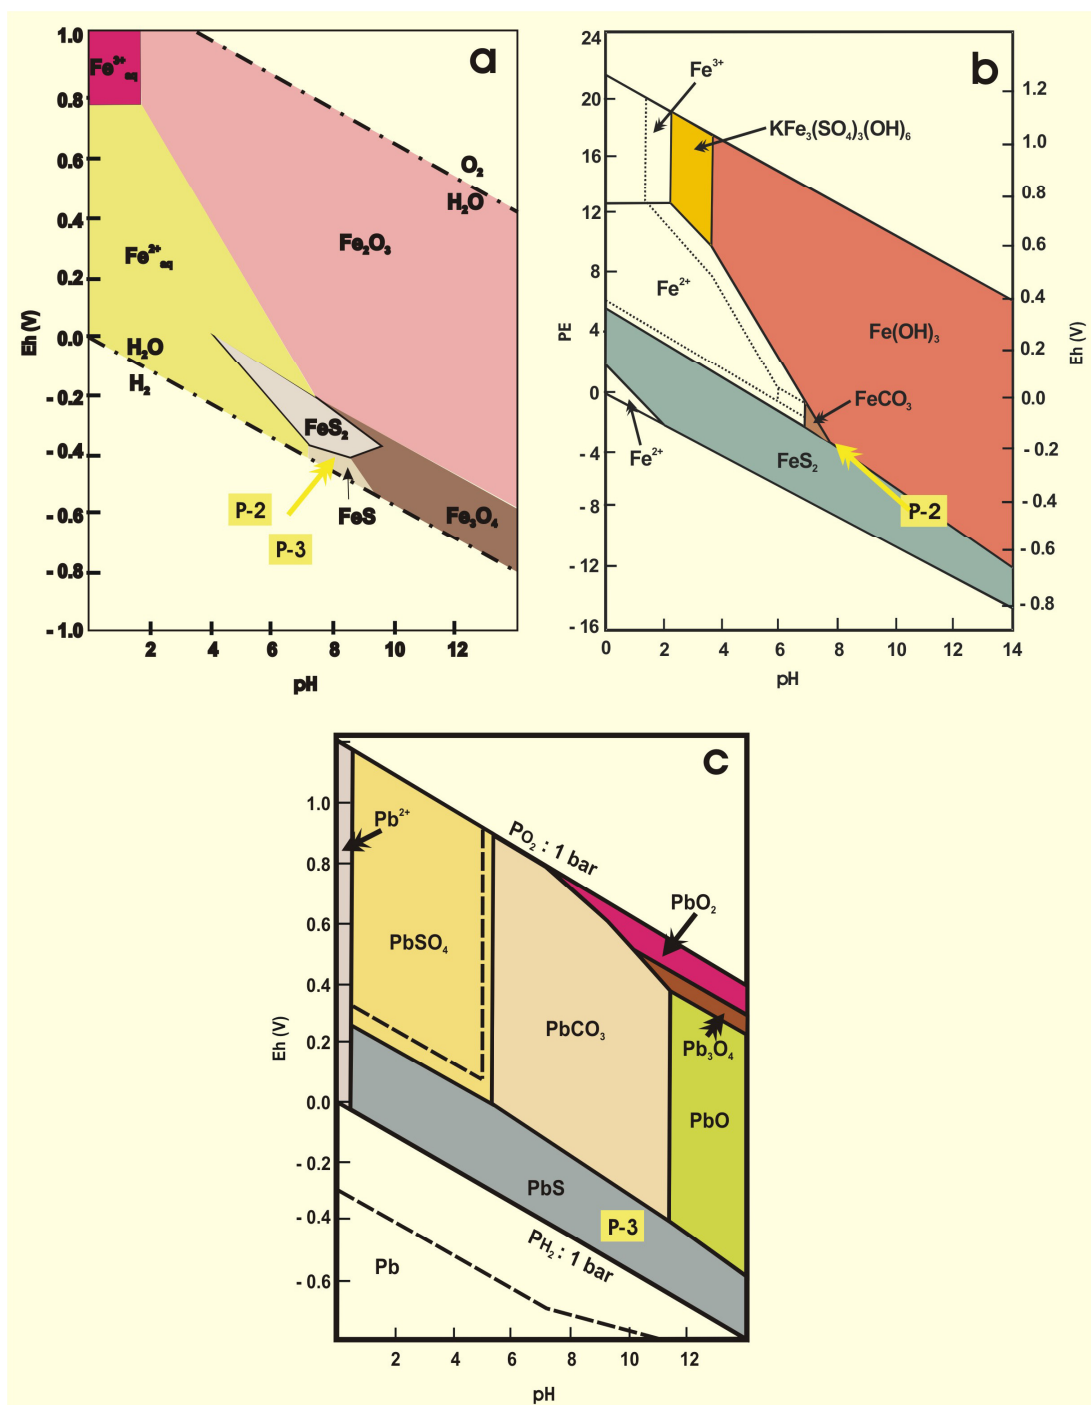 a
1.0
0.8
0.6
0.4
0.2
0.0
- 0.2
- 0.4
- 0.6
- 0.8
- 1.0
Eh (V)
2
4
6
8
10
12
pH
Fe³⁺aq
Fe²⁺aq
Fe₂O₃
O₂
H₂O
H₂O
H₂
FeS₂
FeS
Fe₃O₄
P-2
P-3
b
24
20
16
12
8
4
0
- 4
- 8
- 12
- 16
PE
1.2
1.0
0.8
0.6
0.4
0.2
0.0
- 0.2
- 0.4
- 0.6
- 0.8
Eh (V)
0
2
4
6
8
10
12
14
pH
Fe³⁺
KFe₃(SO₄)₃(OH)₆
Fe²⁺
Fe(OH)₃
FeCO₃
Fe²⁺
FeS₂
P-2
c
1.0
0.8
0.6
0.4
0.2
0.0
- 0.2
- 0.4
- 0.6
Eh (V)
2
4
6
8
10
12
pH
Pb²⁺
PO₂ : 1 bar
PbO₂
PbSO₄
PbCO₃
Pb₃O₄
PbO
PbS
P-3
PH₂ : 1 bar
Pb